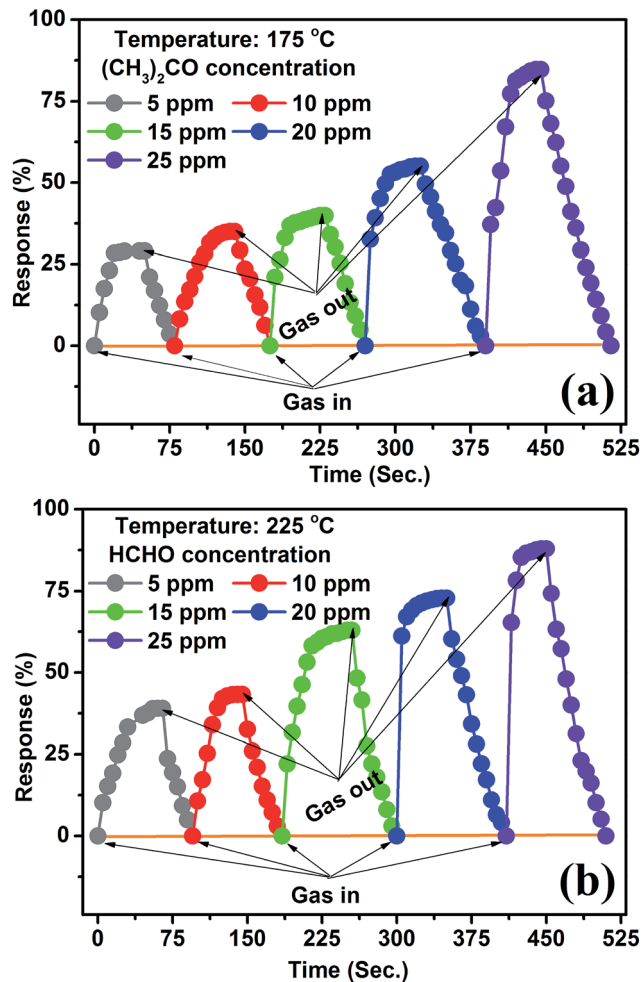 100
75
50
25
0
Response (%)
Temperature: 175 °C
(CH₃)₂CO concentration
5 ppm 10 ppm
15 ppm 20 ppm
25 ppm
Gas out
Gas in
(a)
0 75 150 225 300 375 450 525
Time (Sec.)
100
75
50
25
0
Response (%)
Temperature: 225 °C
HCHO concentration
5 ppm 10 ppm
15 ppm 20 ppm
25 ppm
Gas out
Gas in
(b)
0 75 150 225 300 375 450 525
Time (Sec.)